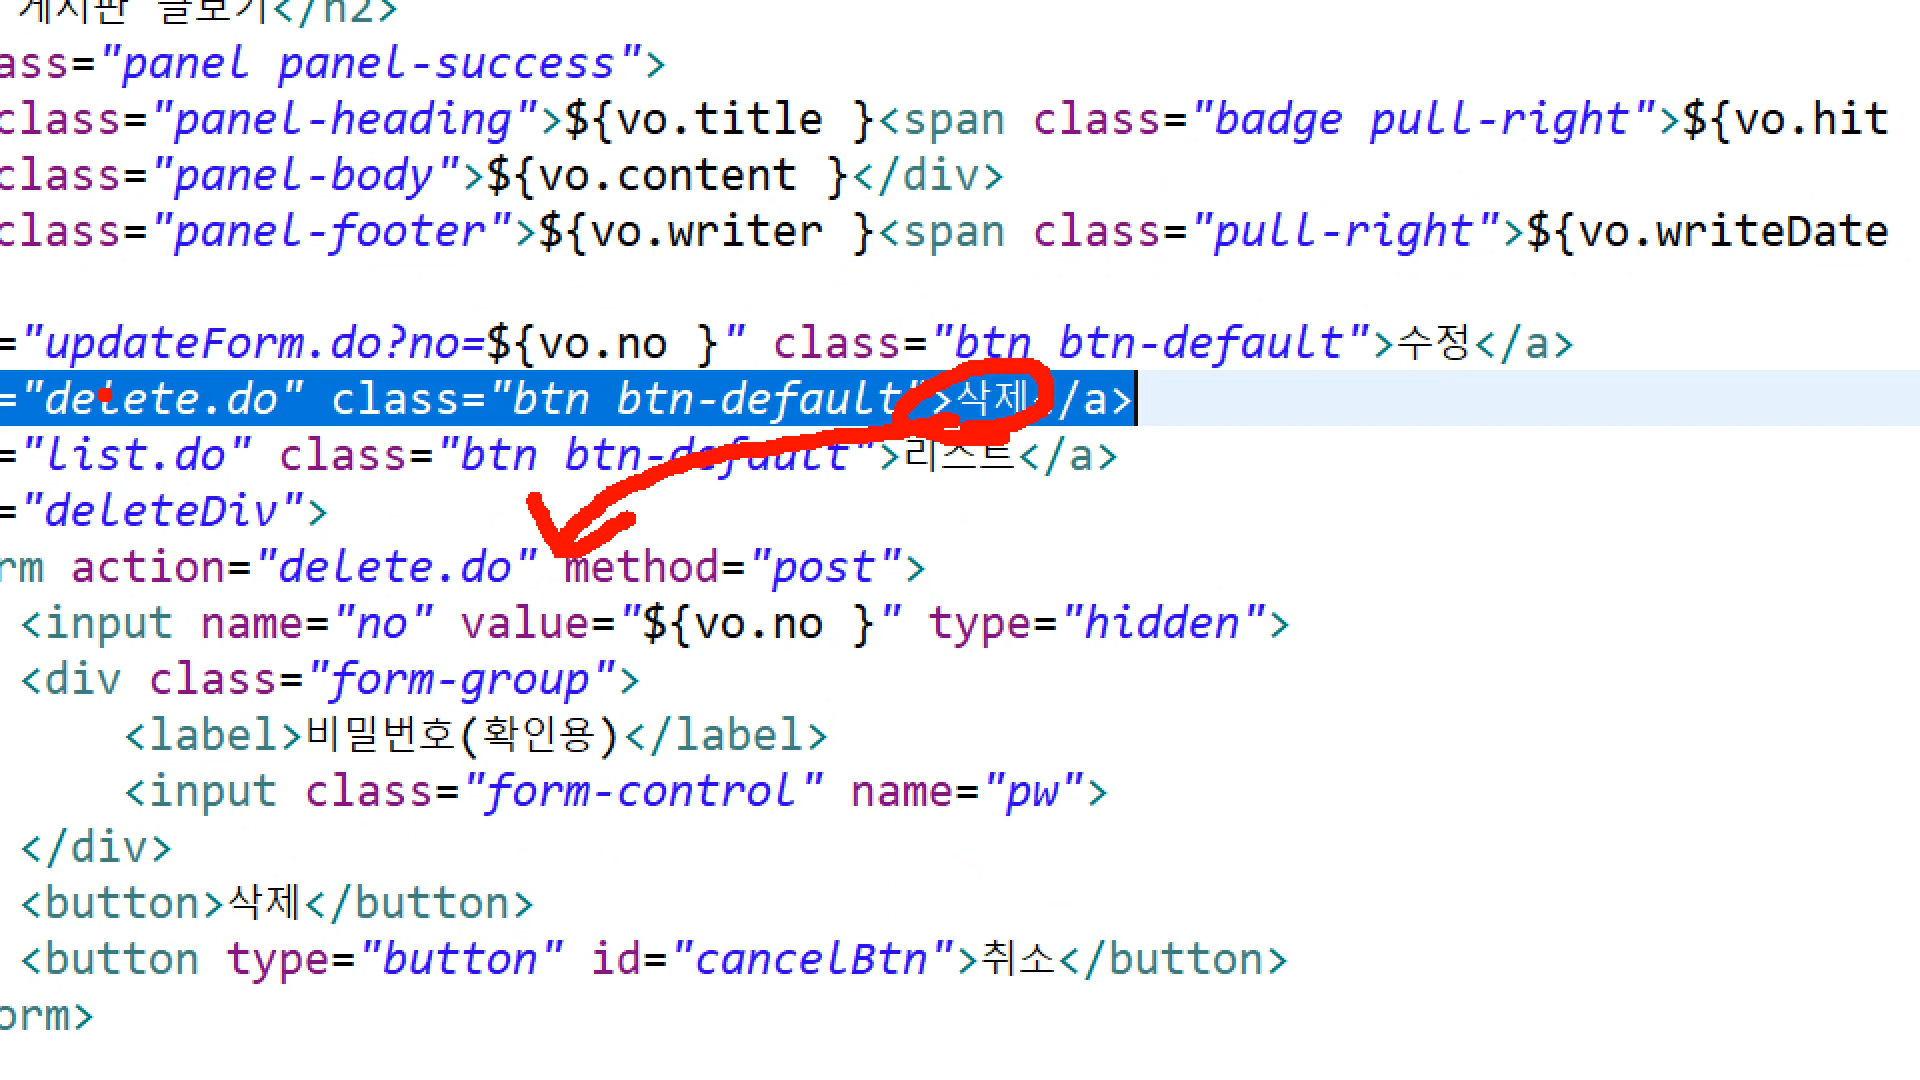 게시판 글보기</h2>
ass="panel panel-success">
class="panel-heading">${vo.title }<span class="badge pull-right">${vo.hit
class="panel-body">${vo.content }</div>
class="panel-footer">${vo.writer }<span class="pull-right">${vo.writeDate
="updateForm.do?no=${vo.no }" class="btn btn-default">수정</a>
="delete.do" class="btn btn-default">삭제</a>
="list.do" class="btn btn-default">리스트</a>
="deleteDiv">
rm action="delete.do" method="post">
<input name="no" value="${vo.no }" type="hidden">
<div class="form-group">
<label>비밀번호(확인용)</label>
<input class="form-control" name="pw">
</div>
<button>삭제</button>
<button type="button" id="cancelBtn">취소</button>
orm>